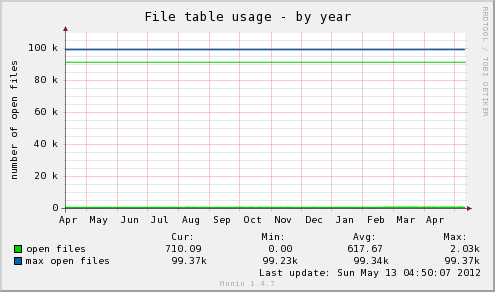 File table usage - by year
RRDTOOL / TOBI OETIKER
number of open files
100 k
80 k
60 k
40 k
20 k
0
Apr May Jun Jul Aug Sep Oct Nov Dec Jan Feb Mar Apr
Cur: Min: Avg: Max:
open files 710.09 0.00 617.67 2.03k
max open files 99.37k 99.23k 99.34k 99.37k
Last update: Sun May 13 04:50:07 2012
Munin 1.4.7